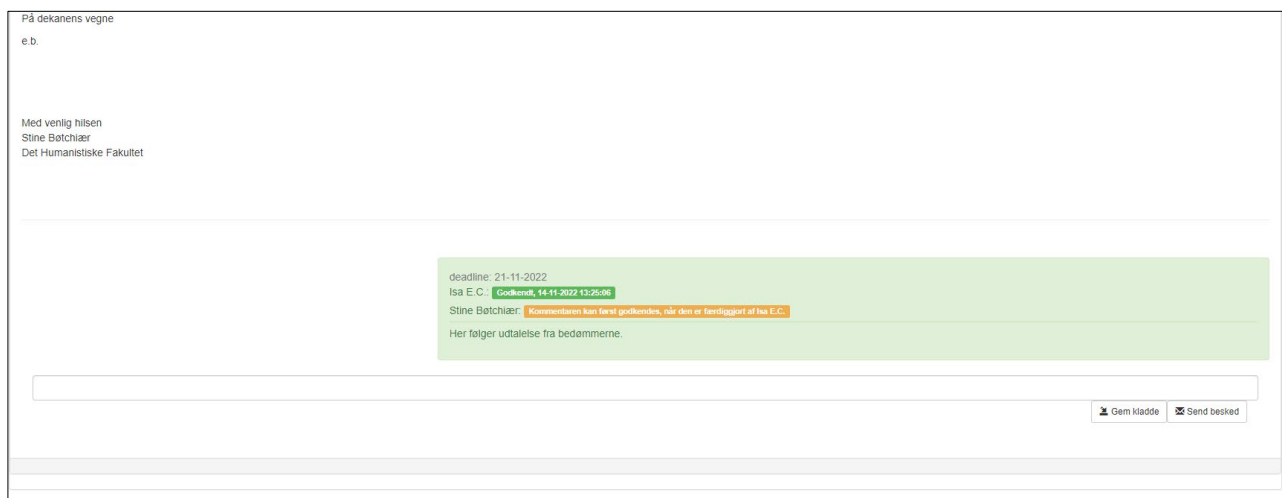 På dekanens vegne
e.b.
Med venlig hilsen
Stine Bøtchiær
Det Humanistiske Fakultet
deadline: 21-11-2022
Isa E.C.: Godkendt, 14-11-2022 13:25:06
Stine Bøtchiær: Kommentaren kan først godkendes, når den er færdiggjort af Isa E.C.
Her følger udtalelse fra bedømmerne.
Gem kladde Send besked